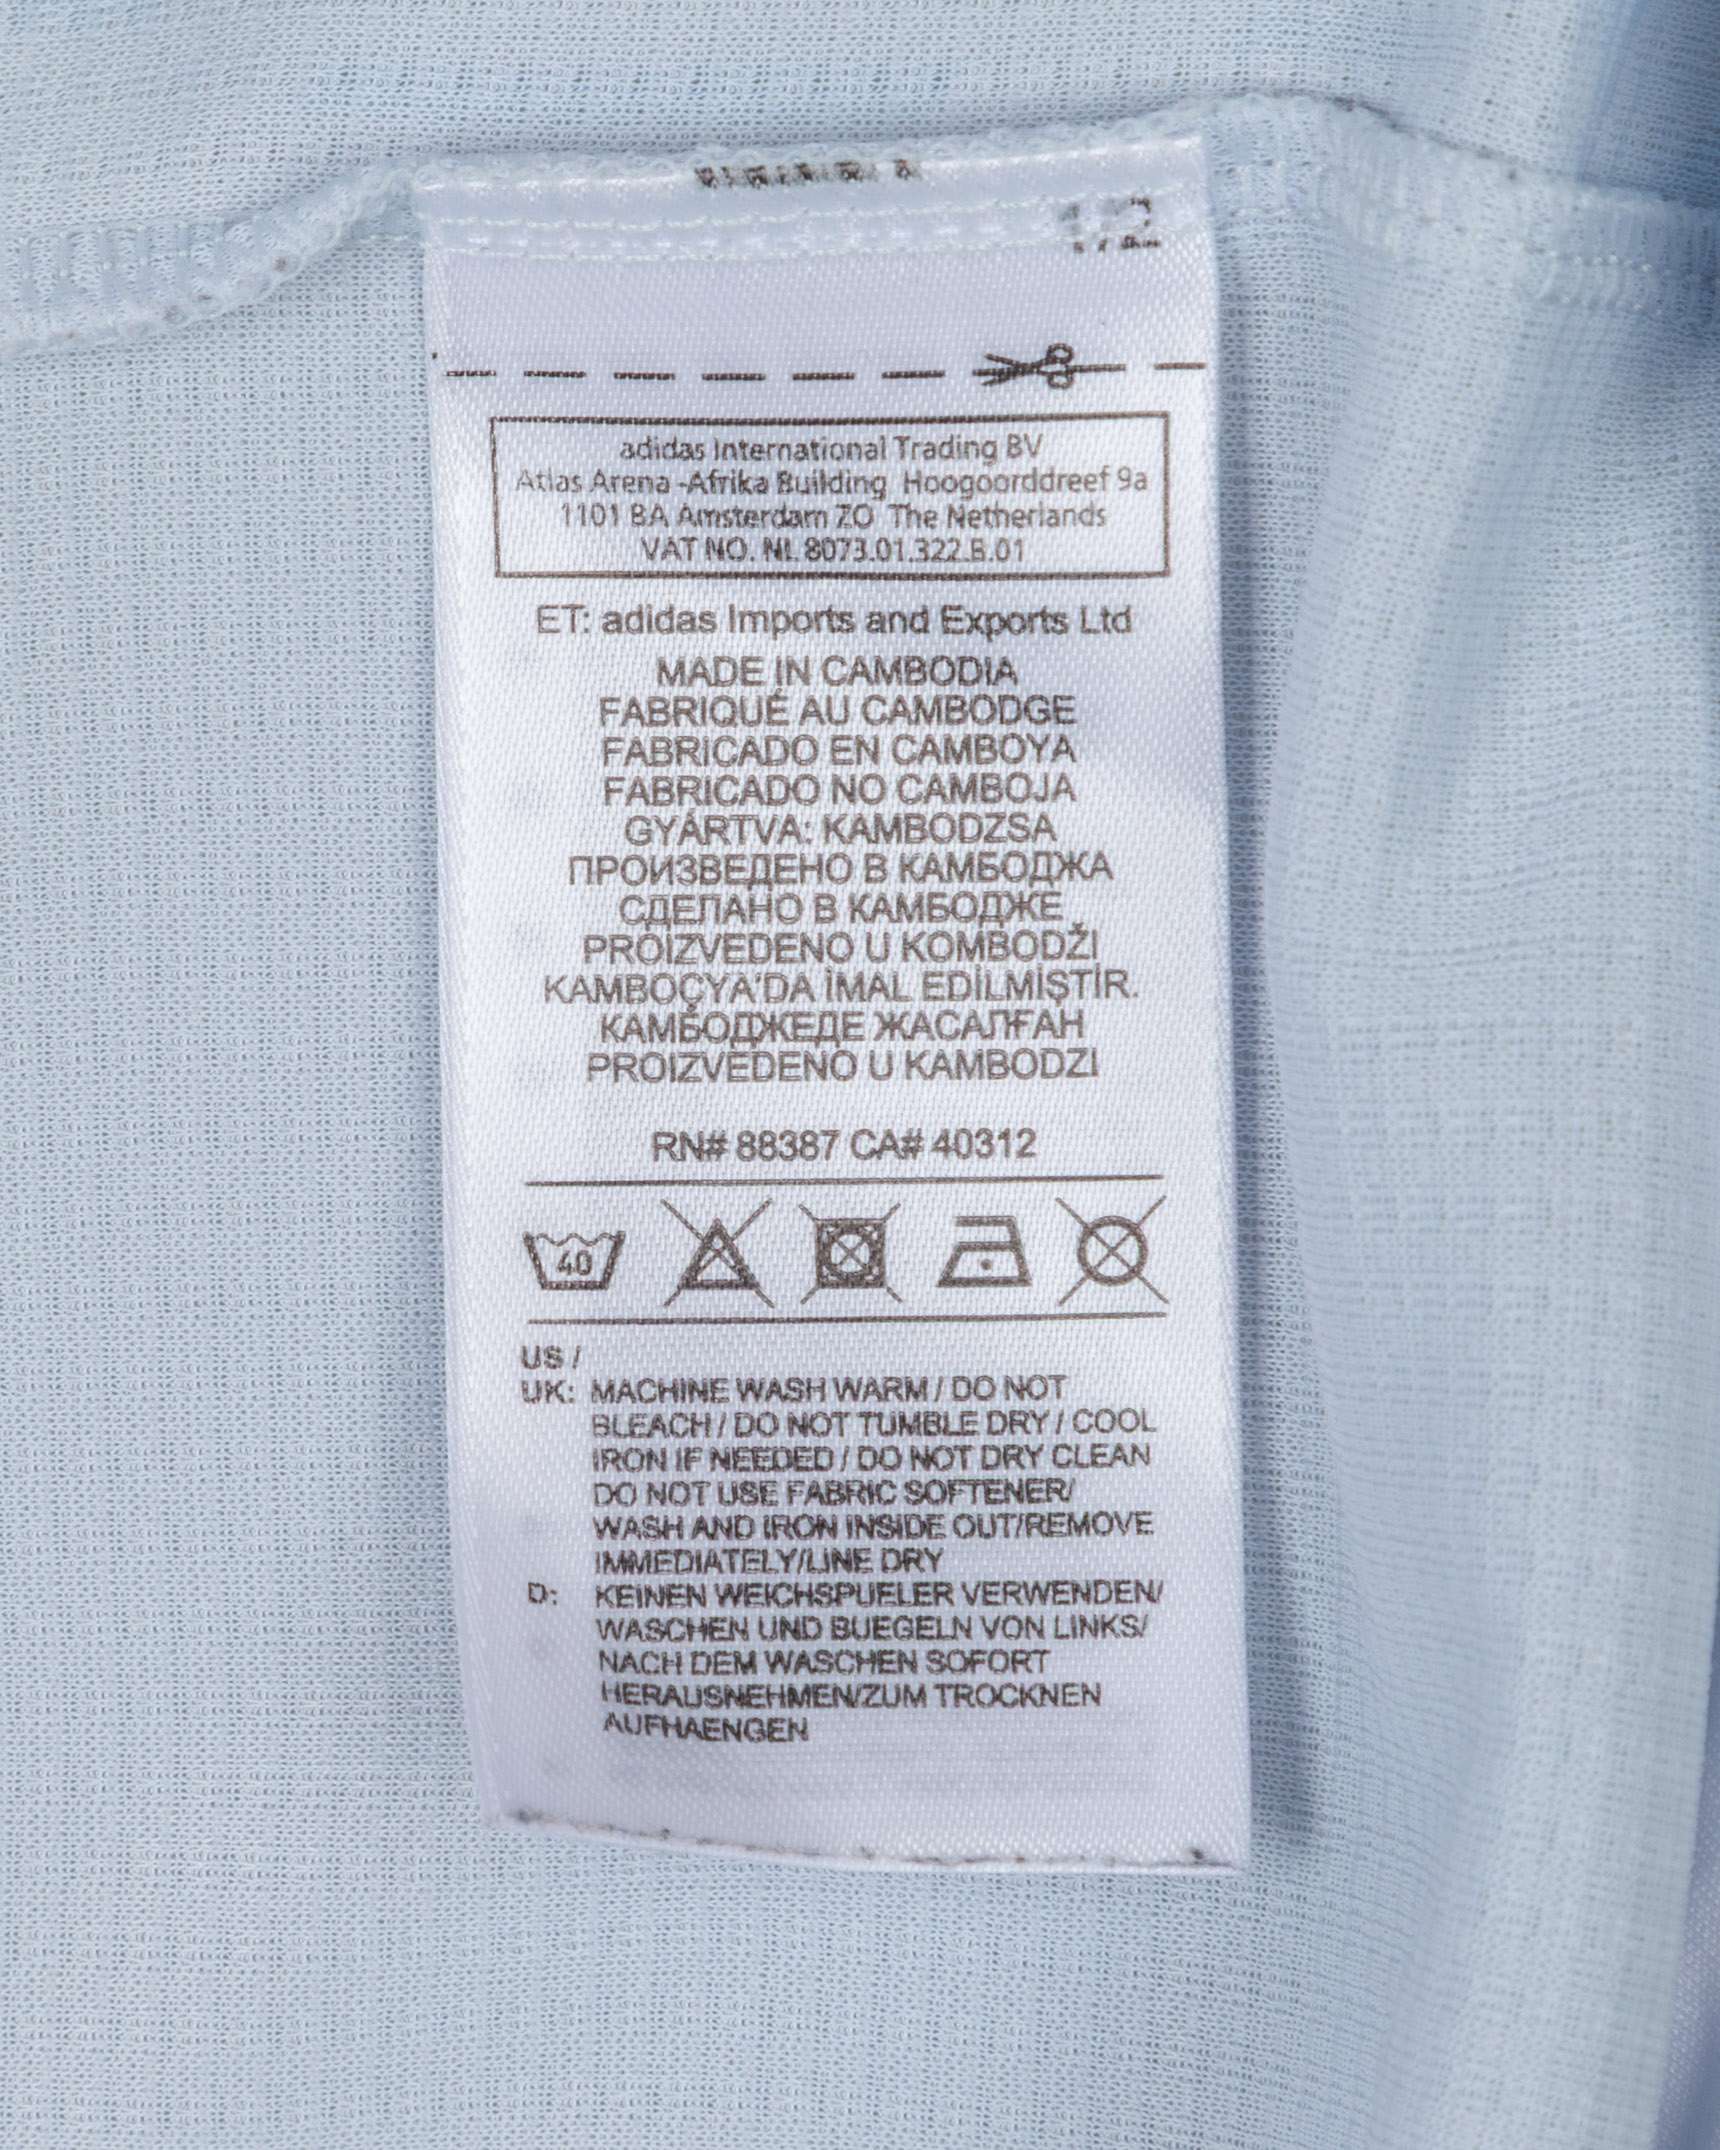 1/2
adidas International Trading BV
Atlas Arena -Afrika Building Hoogoorddreef 9a
1101 BA Amsterdam ZO The Netherlands
VAT NO. NL 8073.01.322.B.01
ET: adidas Imports and Exports Ltd
MADE IN CAMBODIA
FABRIQUÉ AU CAMBODGE
FABRICADO EN CAMBOYA
FABRICADO NO CAMBOJA
GYÁRTVA: KAMBODZSA
ПРОИЗВЕДЕНО В КАМБОДЖА
СДЕЛАНО В КАМБОДЖЕ
PROIZVEDENO U KOMBODŽI
KAMBOÇYA'DA İMAL EDİLMİŞTİR.
КАМБОДЖЕДЕ ЖАСАЛҒАН
PROIZVEDENO U KAMBODZI
RN# 88387 CA# 40312
40
US /
UK: MACHINE WASH WARM / DO NOT
BLEACH / DO NOT TUMBLE DRY / COOL
IRON IF NEEDED / DO NOT DRY CLEAN
DO NOT USE FABRIC SOFTENER/
WASH AND IRON INSIDE OUT/REMOVE
IMMEDIATELY/LINE DRY
D: KEINEN WEICHSPUELER VERWENDEN/
WASCHEN UND BUEGELN VON LINKS/
NACH DEM WASCHEN SOFORT
HERAUSNEHMEN/ZUM TROCKNEN
AUFHAENGEN